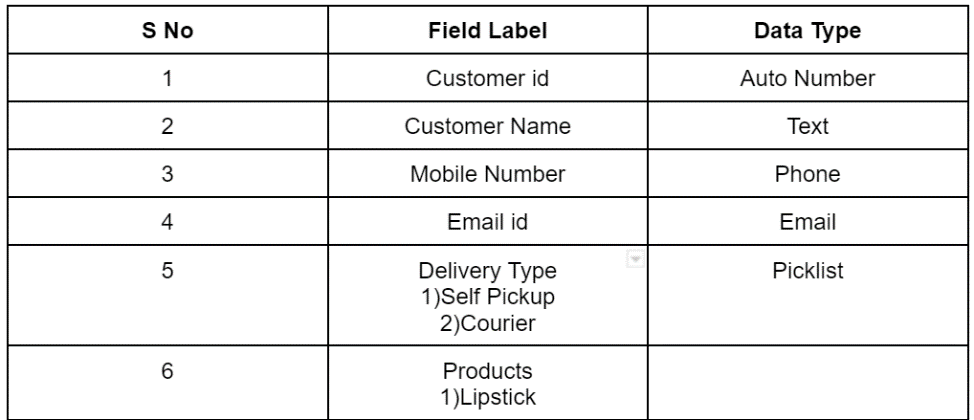 S No Field Label Data Type
1 Customer id Auto Number
2 Customer Name Text
3 Mobile Number Phone
4 Email id Email
5 Delivery Type Picklist
1)Self Pickup
2)Courier
6 Products
1)Lipstick